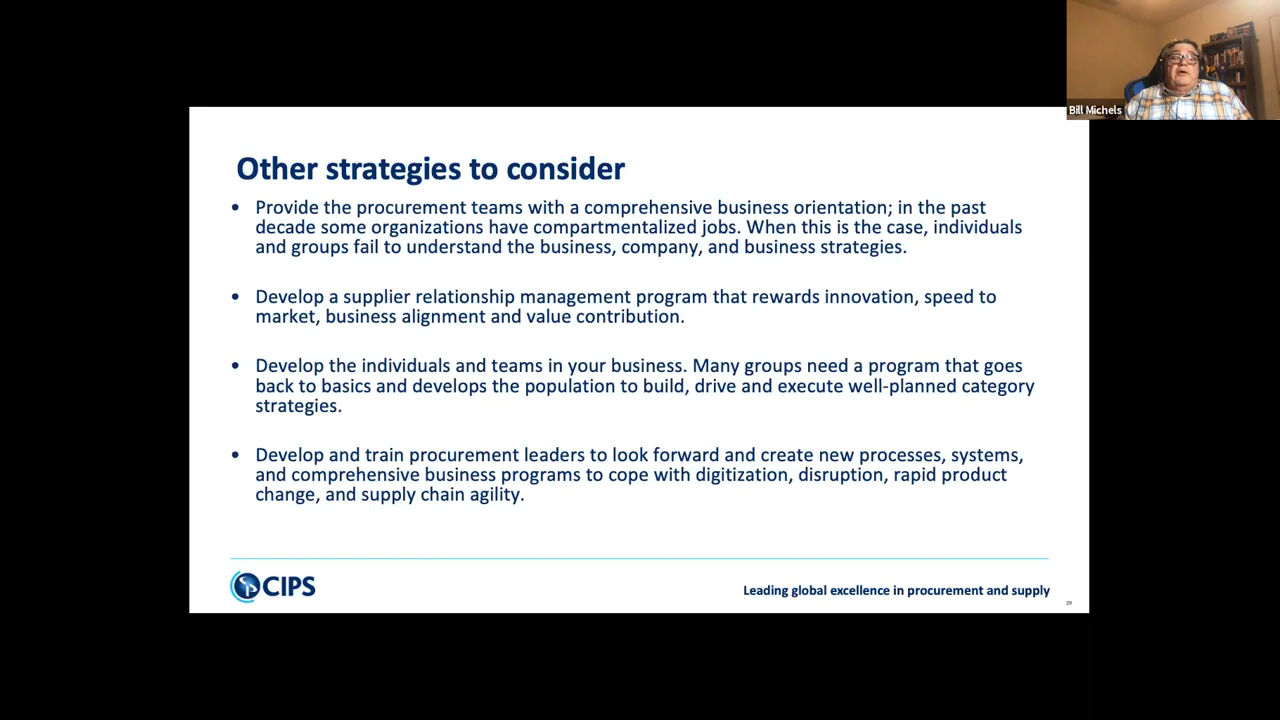 Bill Michels
Other strategies to consider
• Provide the procurement teams with a comprehensive business orientation; in the past
decade some organizations have compartmentalized jobs. When this is the case, individuals
and groups fail to understand the business, company, and business strategies.
• Develop a supplier relationship management program that rewards innovation, speed to
market, business alignment and value contribution.
• Develop the individuals and teams in your business. Many groups need a program that goes
back to basics and develops the population to build, drive and execute well-planned category
strategies.
• Develop and train procurement leaders to look forward and create new processes, systems,
and comprehensive business programs to cope with digitization, disruption, rapid product
change, and supply chain agility.
CIPS
Leading global excellence in procurement and supply
29